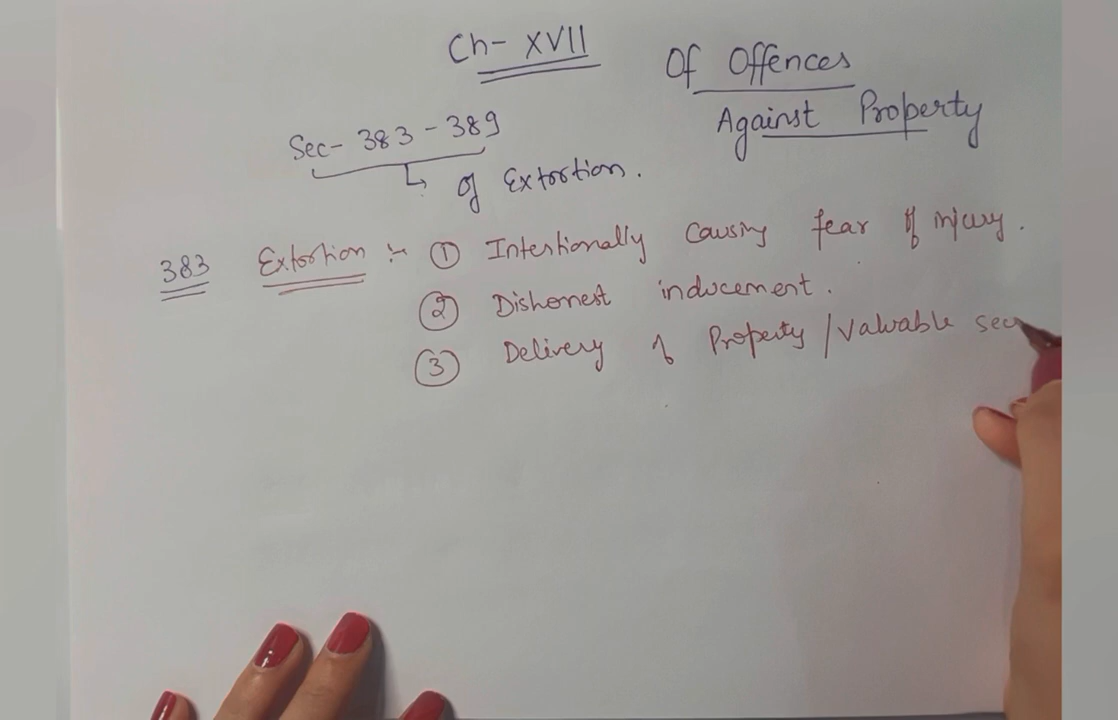 Ch- XVII
Of Offences
Against Property
Sec- 383 - 389
of Extortion.
383 Extortion :- ① Intentionally causing fear of injury.
② Dishonest inducement.
③ Delivery of Property / Valuable sec